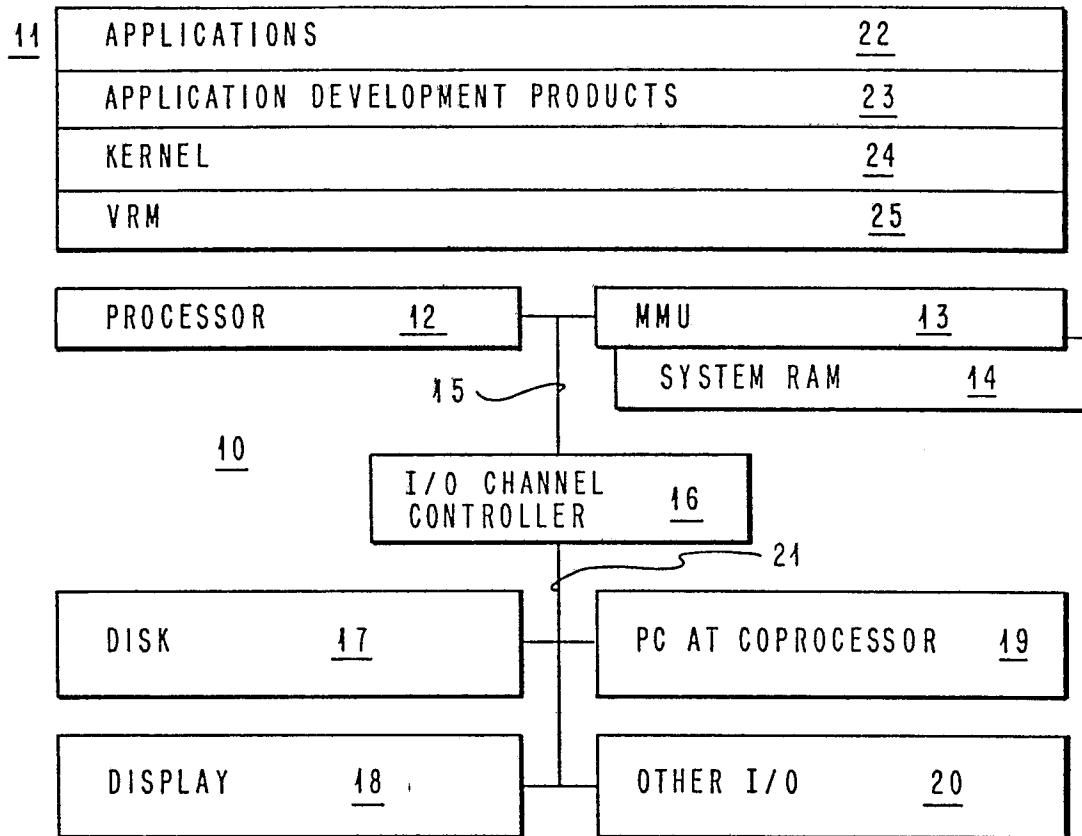 11
APPLICATIONS 22
APPLICATION DEVELOPMENT PRODUCTS 23
KERNEL 24
VRM 25
PROCESSOR 12
MMU 13
SYSTEM RAM 14
15
10
I/O CHANNEL
CONTROLLER 16
21
DISK 17
PC AT COPROCESSOR 19
DISPLAY 18
OTHER I/O 20